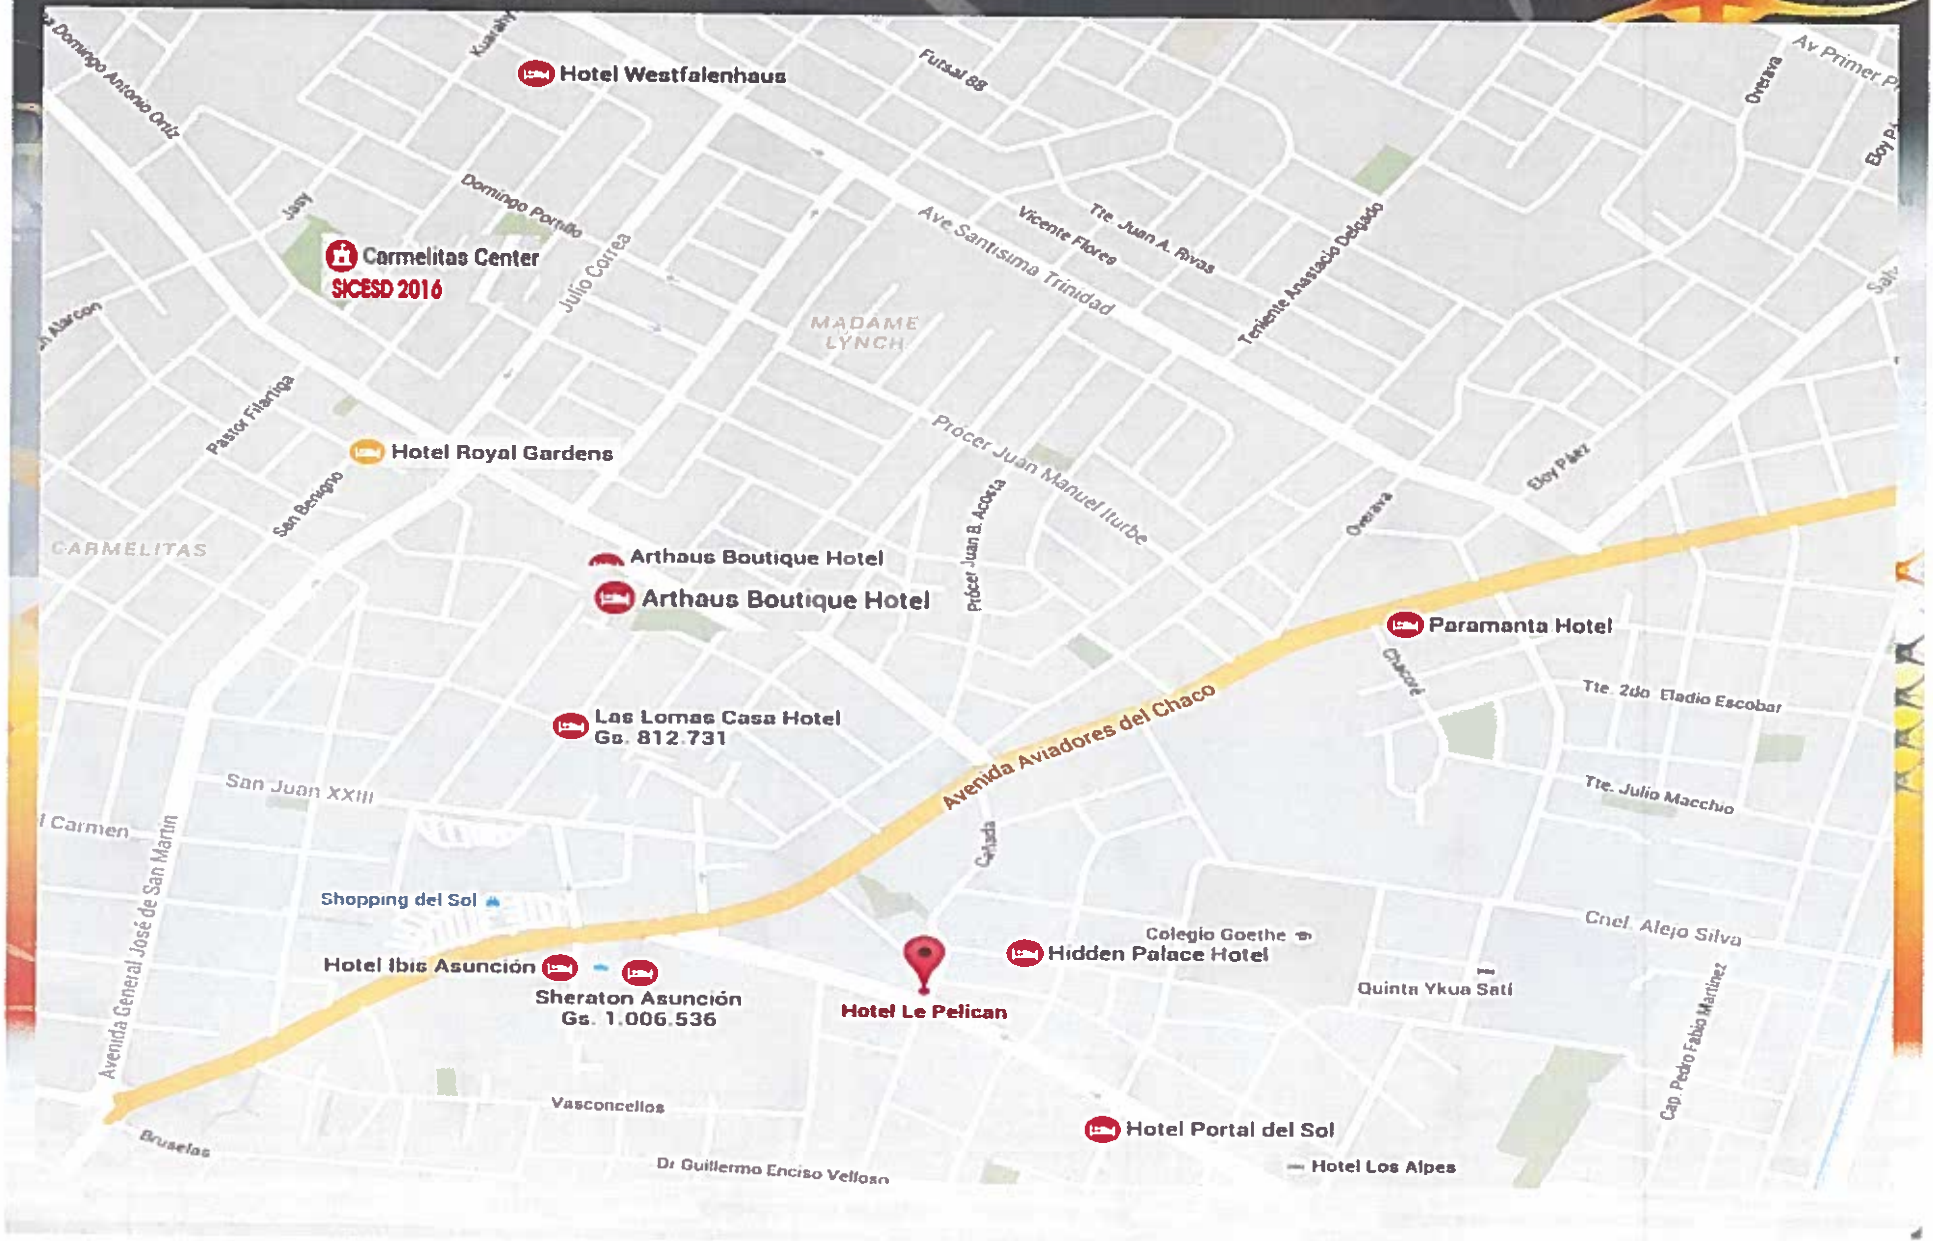 Domingo Antonio Ortiz
Kuarahy
Hotel Westfalenhaus
Futsal 88
Overava
Av Primer P
Eloy Pá
Jasy
Domingo Portillo
Carmelitas Center
SICESD 2016
Julio Correa
Ave Santisima Trinidad
Vicente Flores
Tte. Juan A. Rivas
Teniente Anastacio Delgado
Alarcon
MADAME
LYNCH
Pastor Filartiga
Hotel Royal Gardens
San Benigno
Prócer Juan Manuel Iturbe
Prócer Juan B. Acosta
Overava
Eloy Páez
CARMELITAS
Arthaus Boutique Hotel
Arthaus Boutique Hotel
Paramanta Hotel
Chacoré
Tte. 2do Eladio Escobar
Las Lomas Casa Hotel
Gs. 812.731
Avenida Aviadores del Chaco
San Juan XXIII
l Carmen
Tte. Julio Macchio
Cañada
Avenida General José de San Martin
Shopping del Sol
Colegio Goethe
Cnel. Alejo Silva
Hotel Ibis Asunción
Hidden Palace Hotel
Sheraton Asunción
Gs. 1.006.536
Hotel Le Pelican
Quinta Ykua Satí
Cap. Pedro Fabio Martinez
Vasconcellos
Bruselas
Hotel Portal del Sol
Dr Guillermo Enciso Velloso
Hotel Los Alpes